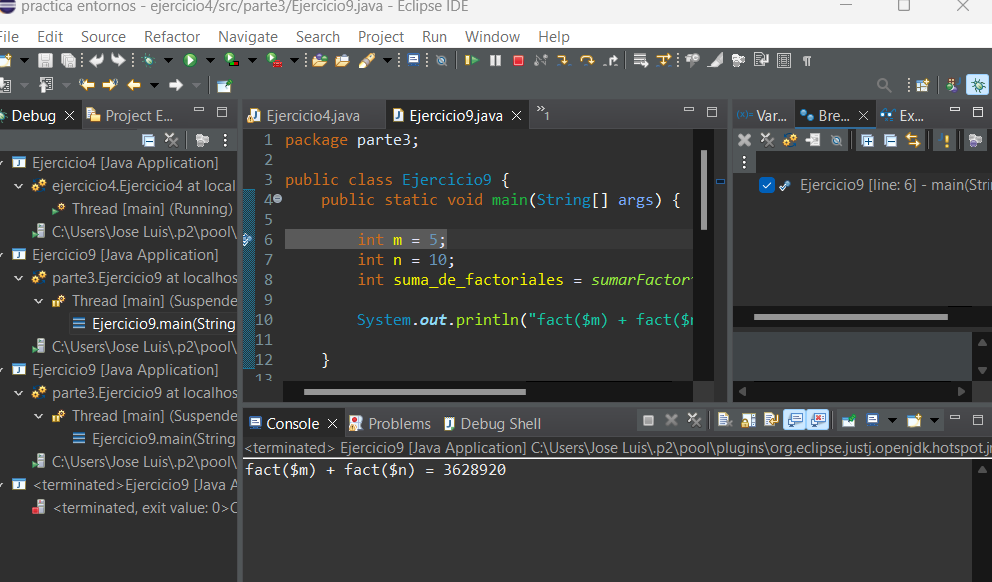 practica entornos - ejercicio4/src/parte3/Ejercicio9.java - Eclipse IDE
File Edit Source Refactor Navigate Search Project Run Window Help
Debug Project E...
Ejercicio4 [Java Application]
ejercicio4.Ejercicio4 at local
Thread [main] (Running)
C:\Users\Jose Luis\.p2\pool\
Ejercicio9 [Java Application]
parte3.Ejercicio9 at localhos
Thread [main] (Suspende
Ejercicio9.main(String
C:\Users\Jose Luis\.p2\pool\
Ejercicio9 [Java Application]
parte3.Ejercicio9 at localhos
Thread [main] (Suspende
Ejercicio9.main(String
C:\Users\Jose Luis\.p2\pool\
<terminated>Ejercicio9 [Java A
<terminated, exit value: 0>C
Ejercicio4.java Ejercicio9.java »1
1 package parte3;
2
3 public class Ejercicio9 {
4 public static void main(String[] args) {
5
6 int m = 5;
7 int n = 10;
8 int suma_de_factoriales = sumarFactor
9
10 System.out.println("fact($m) + fact($n
11
12 }
13
(x)= Var... Bre... Ex...
Ejercicio9 [line: 6] - main(Stri
Console Problems Debug Shell
<terminated> Ejercicio9 [Java Application] C:\Users\Jose Luis\.p2\pool\plugins\org.eclipse.justj.openjdk.hotspot.jr
fact($m) + fact($n) = 3628920